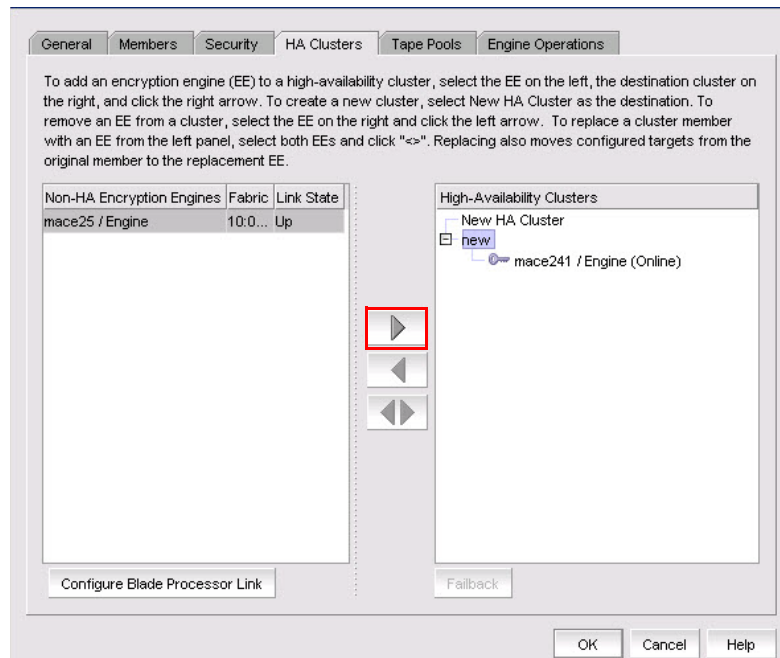 General Members Security HA Clusters Tape Pools Engine Operations
To add an encryption engine (EE) to a high-availability cluster, select the EE on the left, the destination cluster on
the right, and click the right arrow. To create a new cluster, select New HA Cluster as the destination. To
remove an EE from a cluster, select the EE on the right and click the left arrow. To replace a cluster member
with an EE from the left panel, select both EEs and click "<>". Replacing also moves configured targets from the
original member to the replacement EE.
Non-HA Encryption Engines Fabric Link State
mace25 / Engine 10:0... Up
High-Availability Clusters
New HA Cluster
new
mace241 / Engine (Online)
Configure Blade Processor Link
Failback
OK Cancel Help